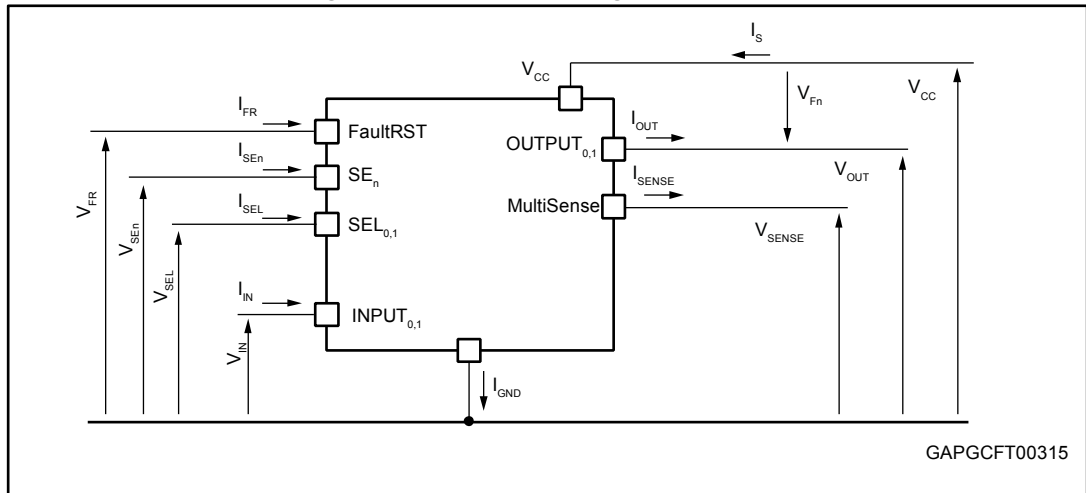 I_S
V_CC
V_Fn
V_CC
I_FR
FaultRST
I_OUT
OUTPUT_0,1
I_SEn
SE_n
V_OUT
I_SENSE
MultiSense
V_FR
V_SEn
I_SEL
SEL_0,1
V_SENSE
V_SEL
I_IN
INPUT_0,1
V_IN
I_GND
GAPGCFT00315